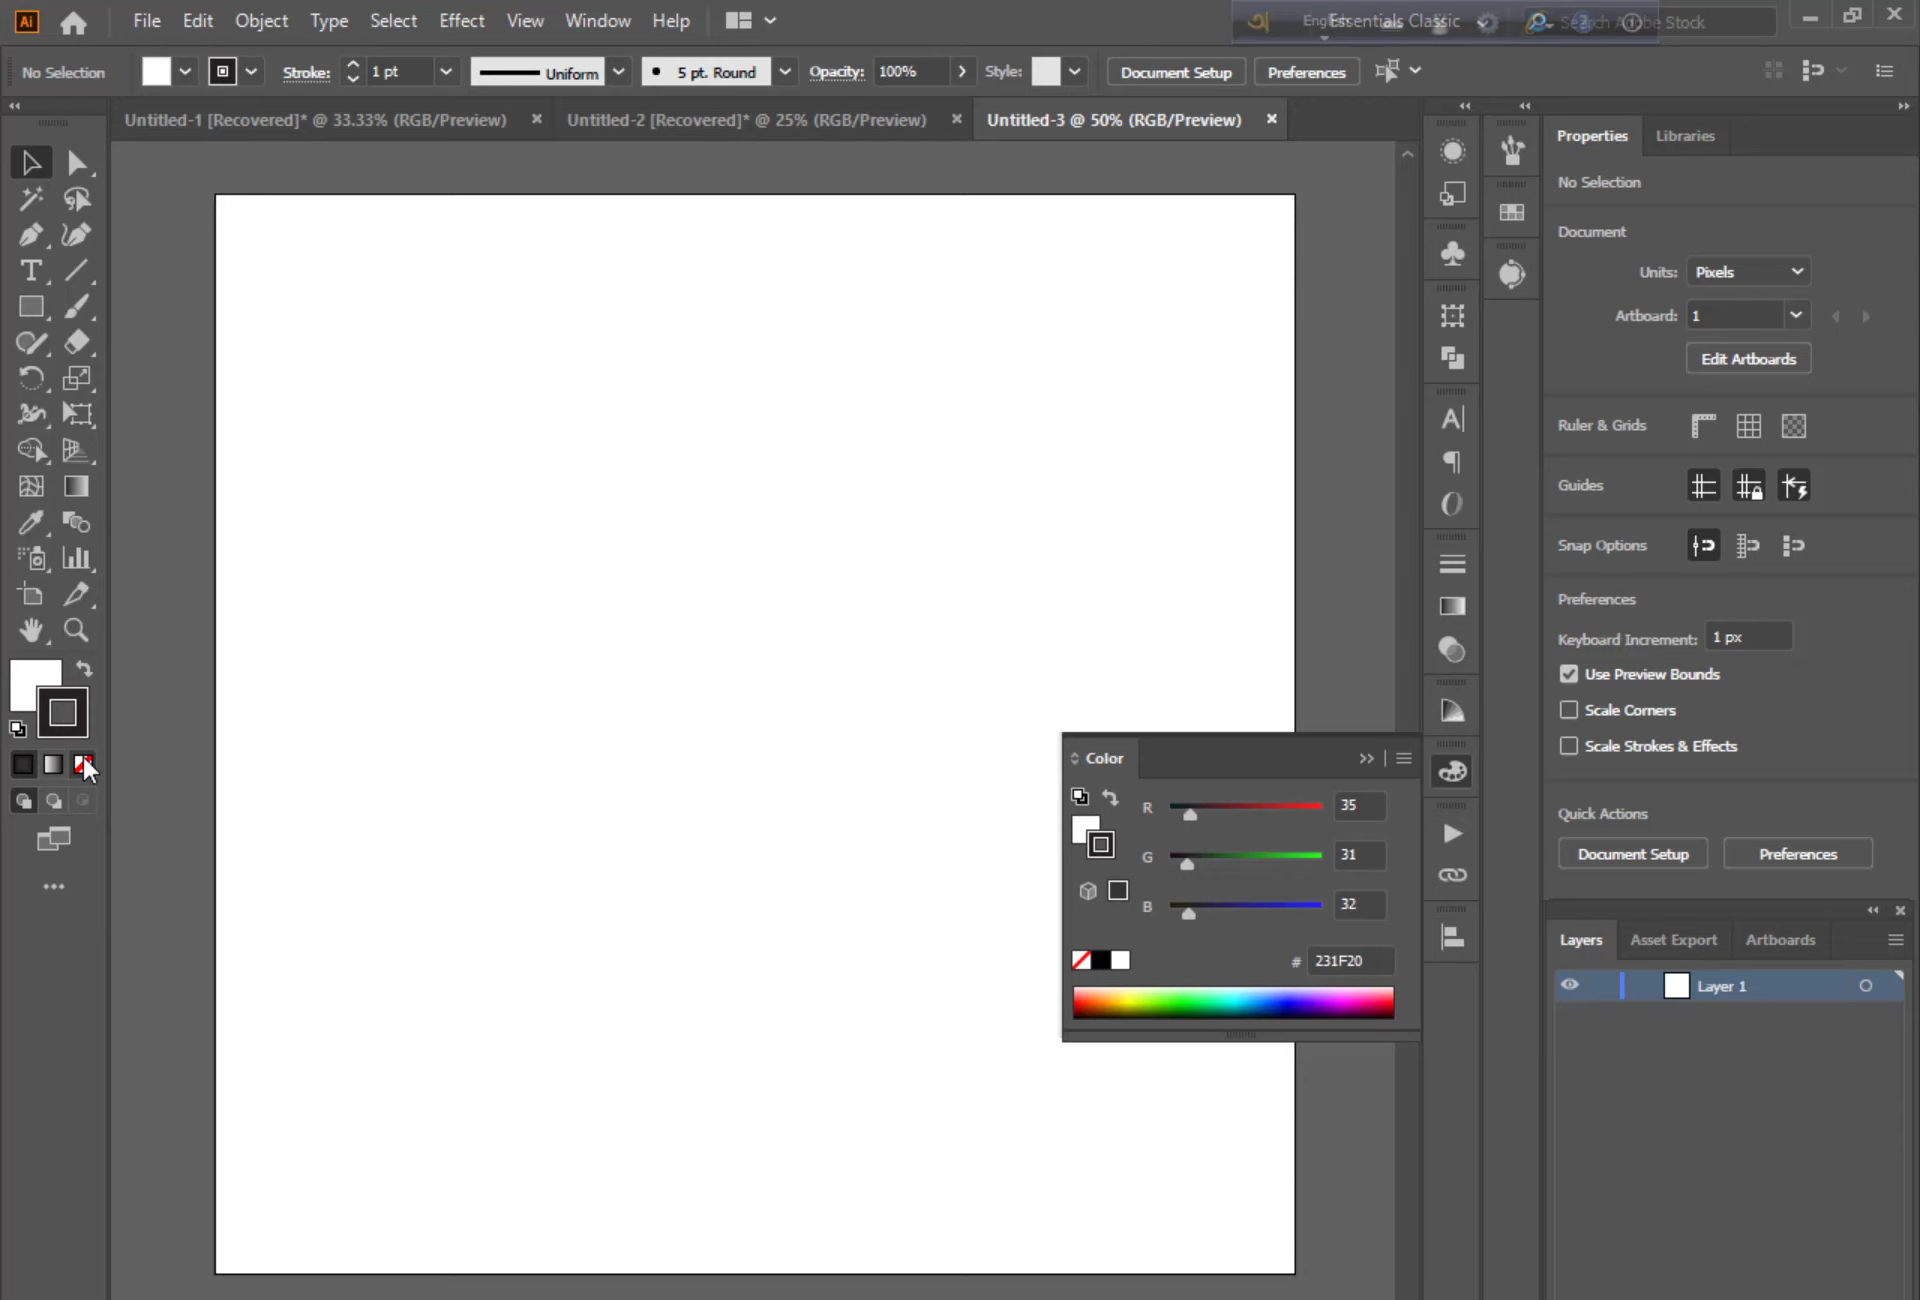 Ai File Edit Object Type Select Effect View Window Help Essentials Classic
No Selection Stroke: 1 pt Uniform 5 pt. Round Opacity: 100% Style: Document Setup Preferences
Untitled-1 [Recovered]* @ 33.33% (RGB/Preview) Untitled-2 [Recovered]* @ 25% (RGB/Preview) Untitled-3 @ 50% (RGB/Preview)
Properties Libraries
No Selection
Document
Units: Pixels
Artboard: 1
Edit Artboards
Ruler & Grids
Guides
Snap Options
Preferences
Keyboard Increment: 1 px
Use Preview Bounds
Scale Corners
Scale Strokes & Effects
Quick Actions
Document Setup Preferences
Color
R 35
G 31
B 32
# 231F20
Layers Asset Export Artboards
Layer 1